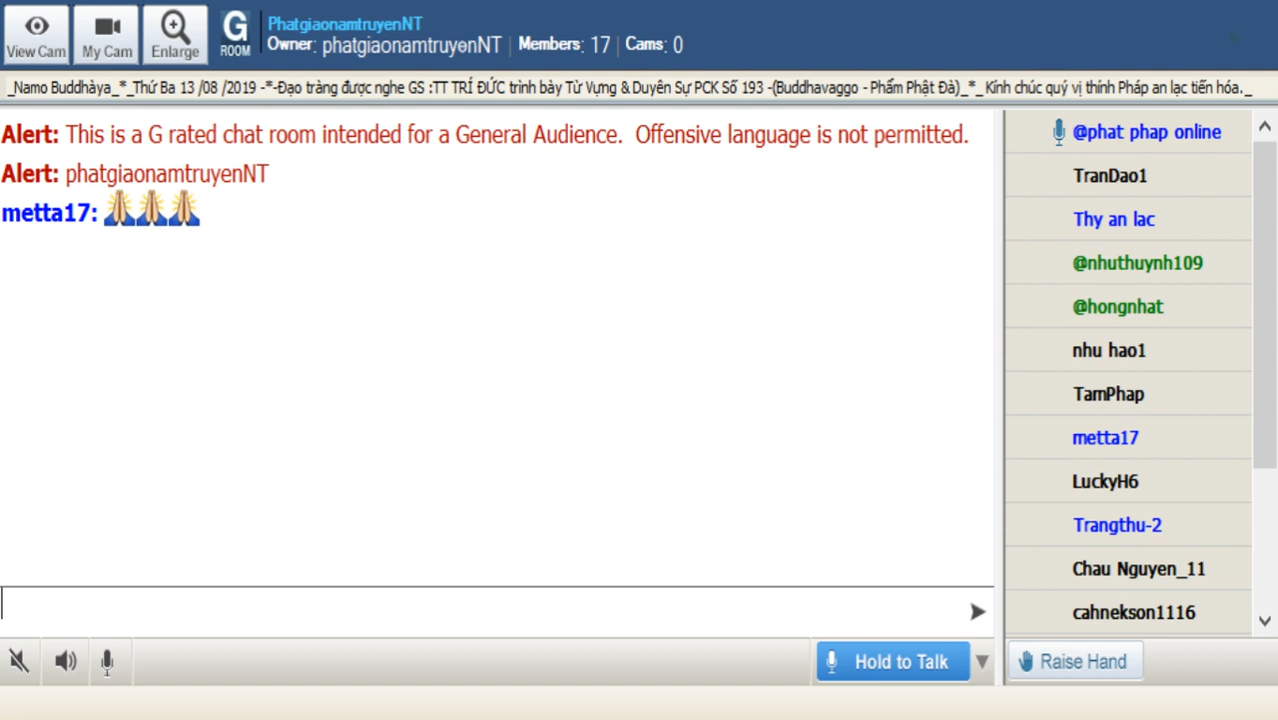 View Cam
My Cam
Enlarge
G
ROOM
PhatgiaonamtruyenNT
Owner: phatgiaonamtruyenNT | Members: 17 | Cams: 0
_Namo Buddhàya_*_Thứ Ba 13 /08 /2019 -*-Đạo tràng được nghe GS :TT TRÍ ĐỨC trình bày Từ Vựng & Duyên Sự PCK Số 193 -(Buddhavaggo - Phẩm Phật Đà)_*_ Kính chúc quý vị thính Pháp an lạc tiến hóa._
Alert: This is a G rated chat room intended for a General Audience. Offensive language is not permitted.
Alert: phatgiaonamtruyenNT
metta17: 🙏🙏🙏
@phat phap online
TranDao1
Thy an lac
@nhuthuynh109
@hongnhat
nhu hao1
TamPhap
metta17
LuckyH6
Trangthu-2
Chau Nguyen_11
cahnekson1116
Hold to Talk
Raise Hand